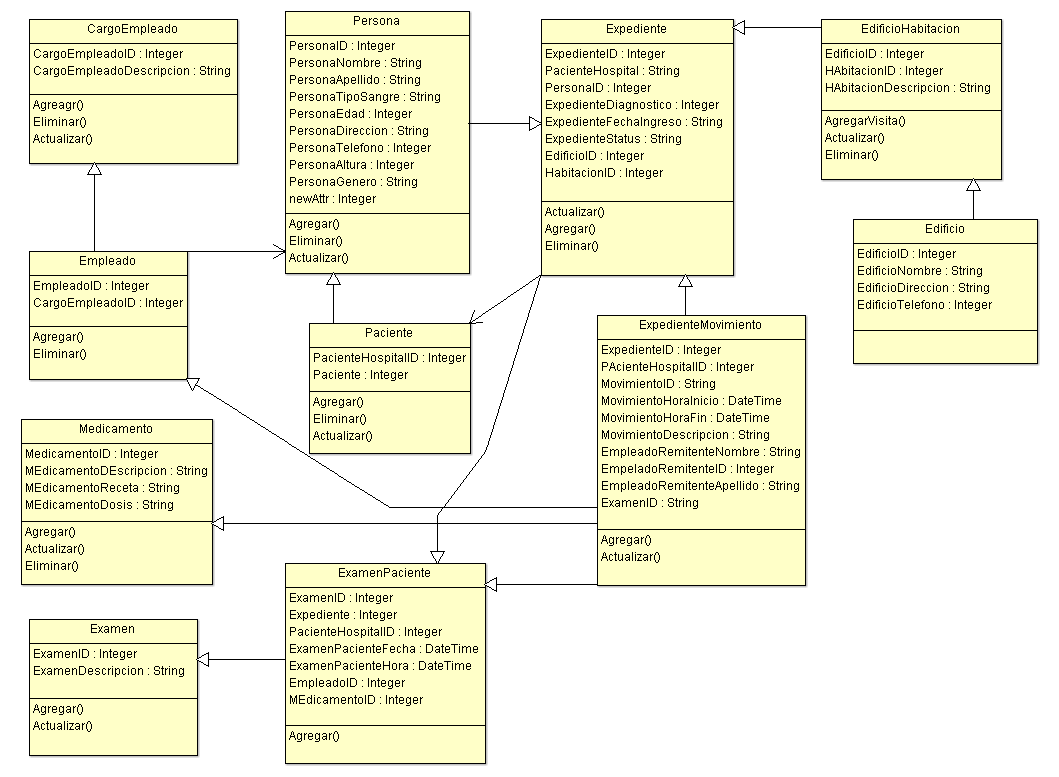 CargoEmpleado
CargoEmpleadoID : Integer
CargoEmpleadoDescripcion : String
Agreagr()
Eliminar()
Actualizar()
Persona
PersonaID : Integer
PersonaNombre : String
PersonaApellido : String
PersonaTipoSangre : String
PersonaEdad : Integer
PersonaDireccion : String
PersonaTelefono : Integer
PersonaAltura : Integer
PersonaGenero : String
newAttr : Integer
Agregar()
Eliminar()
Actualizar()
Expediente
ExpedienteID : Integer
PacienteHospital : String
PersonaID : Integer
ExpedienteDiagnostico : Integer
ExpedienteFechaIngreso : String
ExpedienteStatus : String
EdificioID : Integer
HabitacionID : Integer
Actualizar()
Agregar()
Eliminar()
EdificioHabitacion
EdificioID : Integer
HAbitacionID : Integer
HAbitacionDescripcion : String
AgregarVisita()
Actualizar()
Eliminar()
Edificio
EdificioID : Integer
EdificioNombre : String
EdificioDireccion : String
EdificioTelefono : Integer
Empleado
EmpleadoID : Integer
CargoEmpleadoID : Integer
Agregar()
Eliminar()
Paciente
PacienteHospitalID : Integer
Paciente : Integer
Agregar()
Eliminar()
Actualizar()
ExpedienteMovimiento
ExpedienteID : Integer
PAcienteHospitalID : Integer
MovimientoID : String
MovimientoHoraInicio : DateTime
MovimientoHoraFin : DateTime
MovimientoDescripcion : String
EmpleadoRemitenteNombre : String
EmpeladoRemitenteID : Integer
EmpleadoRemitenteApellido : String
ExamenID : String
Agregar()
Actualizar()
Medicamento
MedicamentoID : Integer
MEdicamentoDEscripcion : String
MEdicamentoReceta : String
MEdicamentoDosis : String
Agregar()
Actualizar()
Eliminar()
ExamenPaciente
ExamenID : Integer
Expediente : Integer
PacienteHospitalID : Integer
ExamenPacienteFecha : DateTime
ExamenPacienteHora : DateTime
EmpleadoID : Integer
MEdicamentoID : Integer
Agregar()
Examen
ExamenID : Integer
ExamenDescripcion : String
Agregar()
Actualizar()